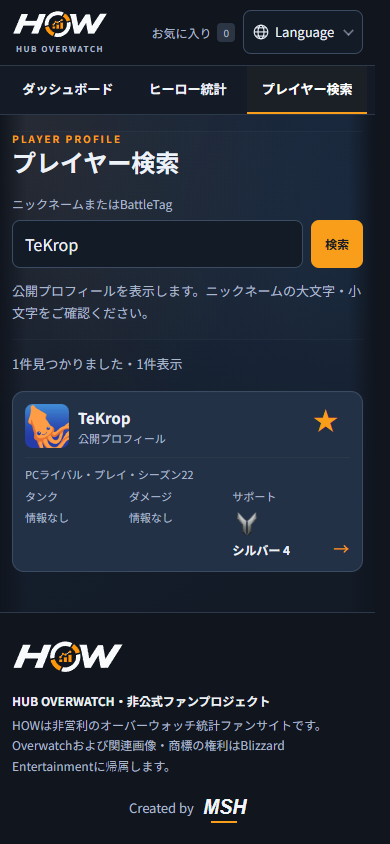 HOW
HUB OVERWATCH
お気に入り 0
Language
ダッシュボード ヒーロー統計 プレイヤー検索
PLAYER PROFILE
プレイヤー検索
ニックネームまたはBattleTag
TeKrop 検索
公開プロフィールを表示します。ニックネームの大文字・小
文字をご確認ください。
1件見つかりました・1件表示
TeKrop
公開プロフィール
PCライバル・プレイ・シーズン22
タンク ダメージ サポート
情報なし 情報なし
シルバー 4 →
HOW
HUB OVERWATCH・非公式ファンプロジェクト
HOWは非営利のオーバーウォッチ統計ファンサイトです。
Overwatchおよび関連画像・商標の権利はBlizzard
Entertainmentに帰属します。
Created by MSH